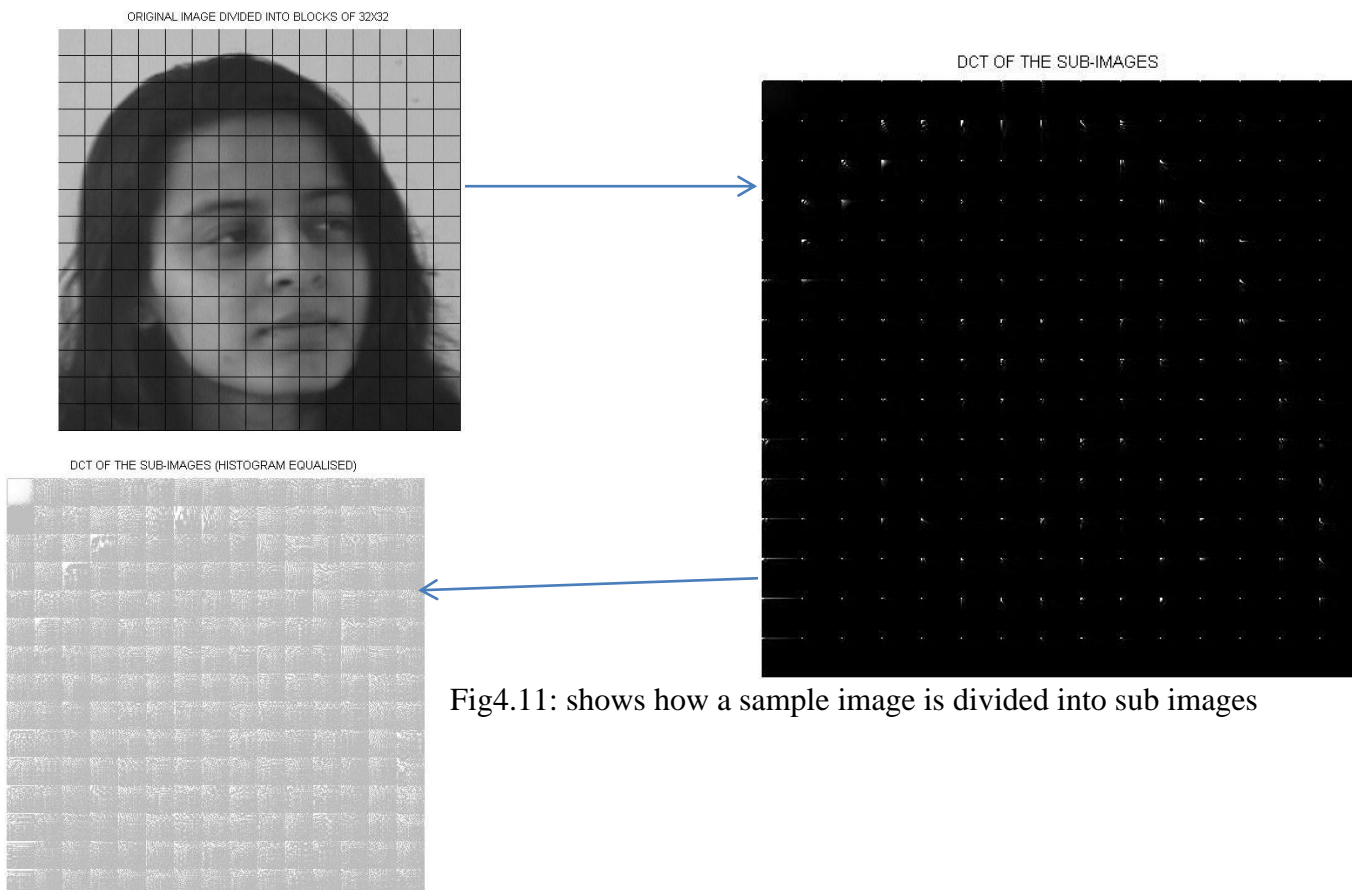 ORIGINAL IMAGE DIVIDED INTO BLOCKS OF 32X32
DCT OF THE SUB-IMAGES
DCT OF THE SUB-IMAGES (HISTOGRAM EQUALISED)
Fig4.11: shows how a sample image is divided into sub images